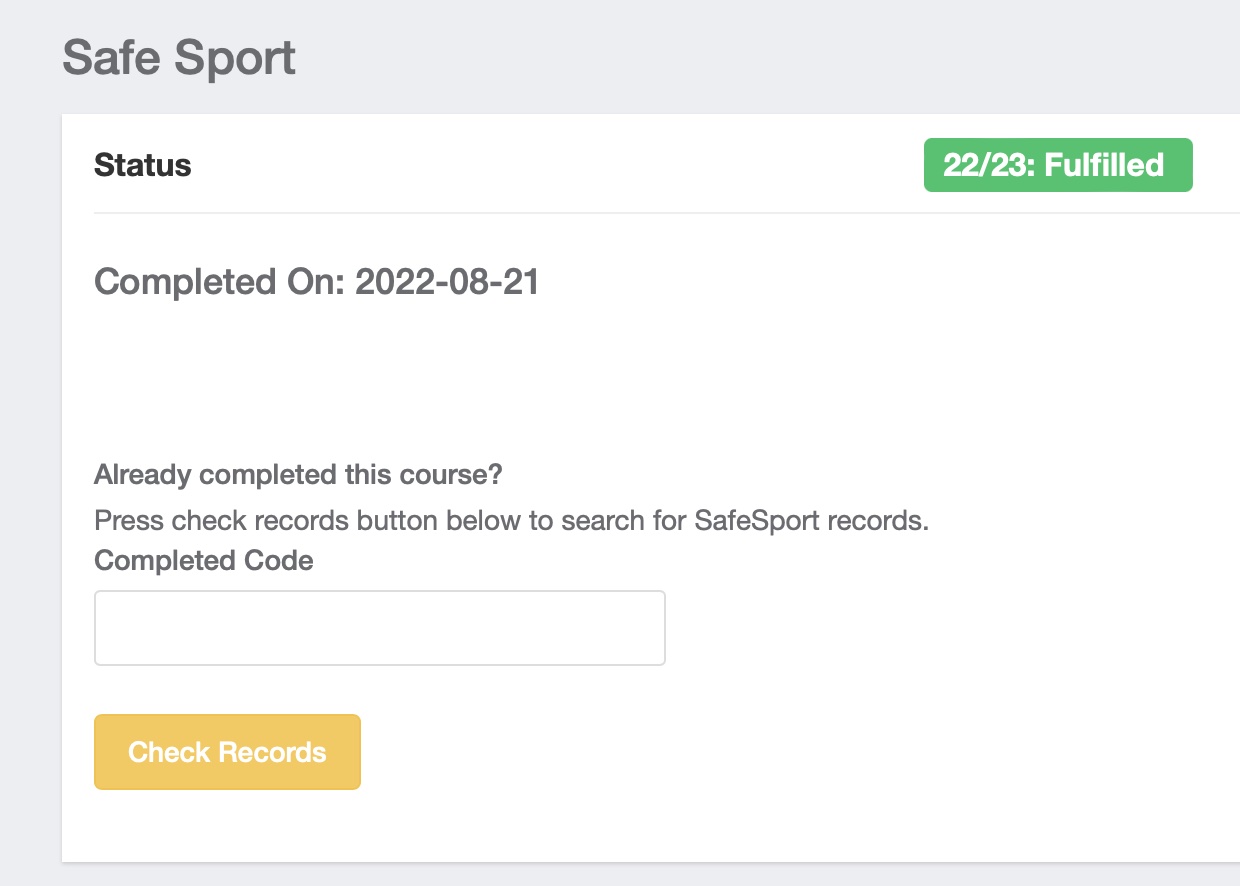 Safe Sport
Status
22/23: Fulfilled
Completed On: 2022-08-21
Already completed this course?
Press check records button below to search for SafeSport records.
Completed Code
Check Records